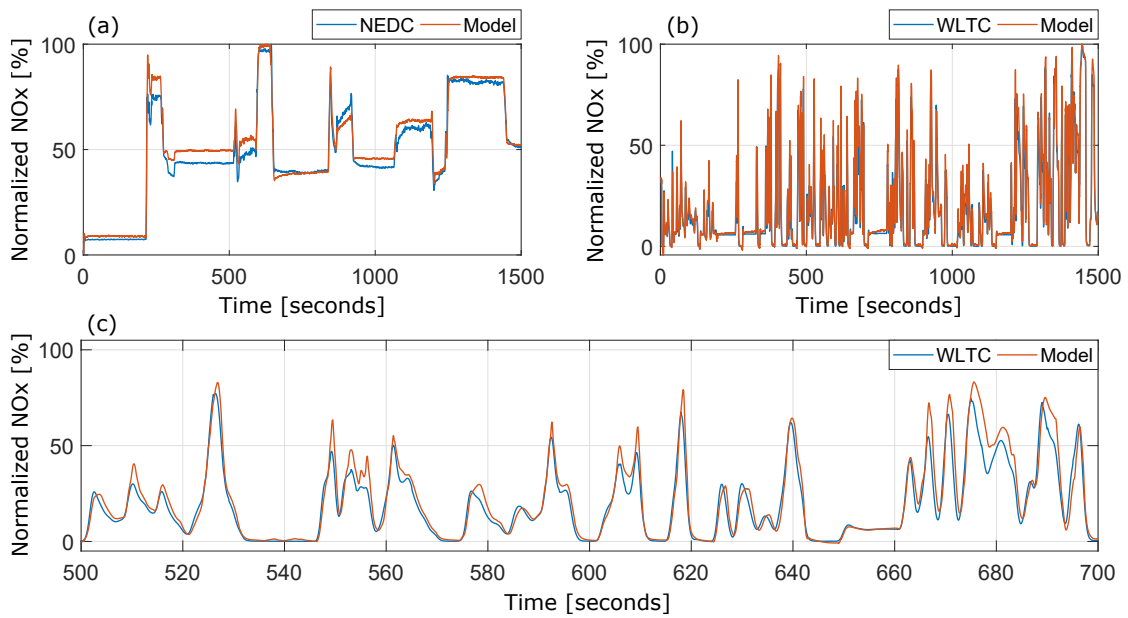 (a)
NEDC Model
Normalized NOx [%]
100
50
0
0 500 1000 1500
Time [seconds]
(b)
WLTC Model
Normalized NOx [%]
100
50
0
0 500 1000 1500
Time [seconds]
(c)
WLTC Model
Normalized NOx [%]
100
50
0
500 520 540 560 580 600 620 640 660 680 700
Time [seconds]